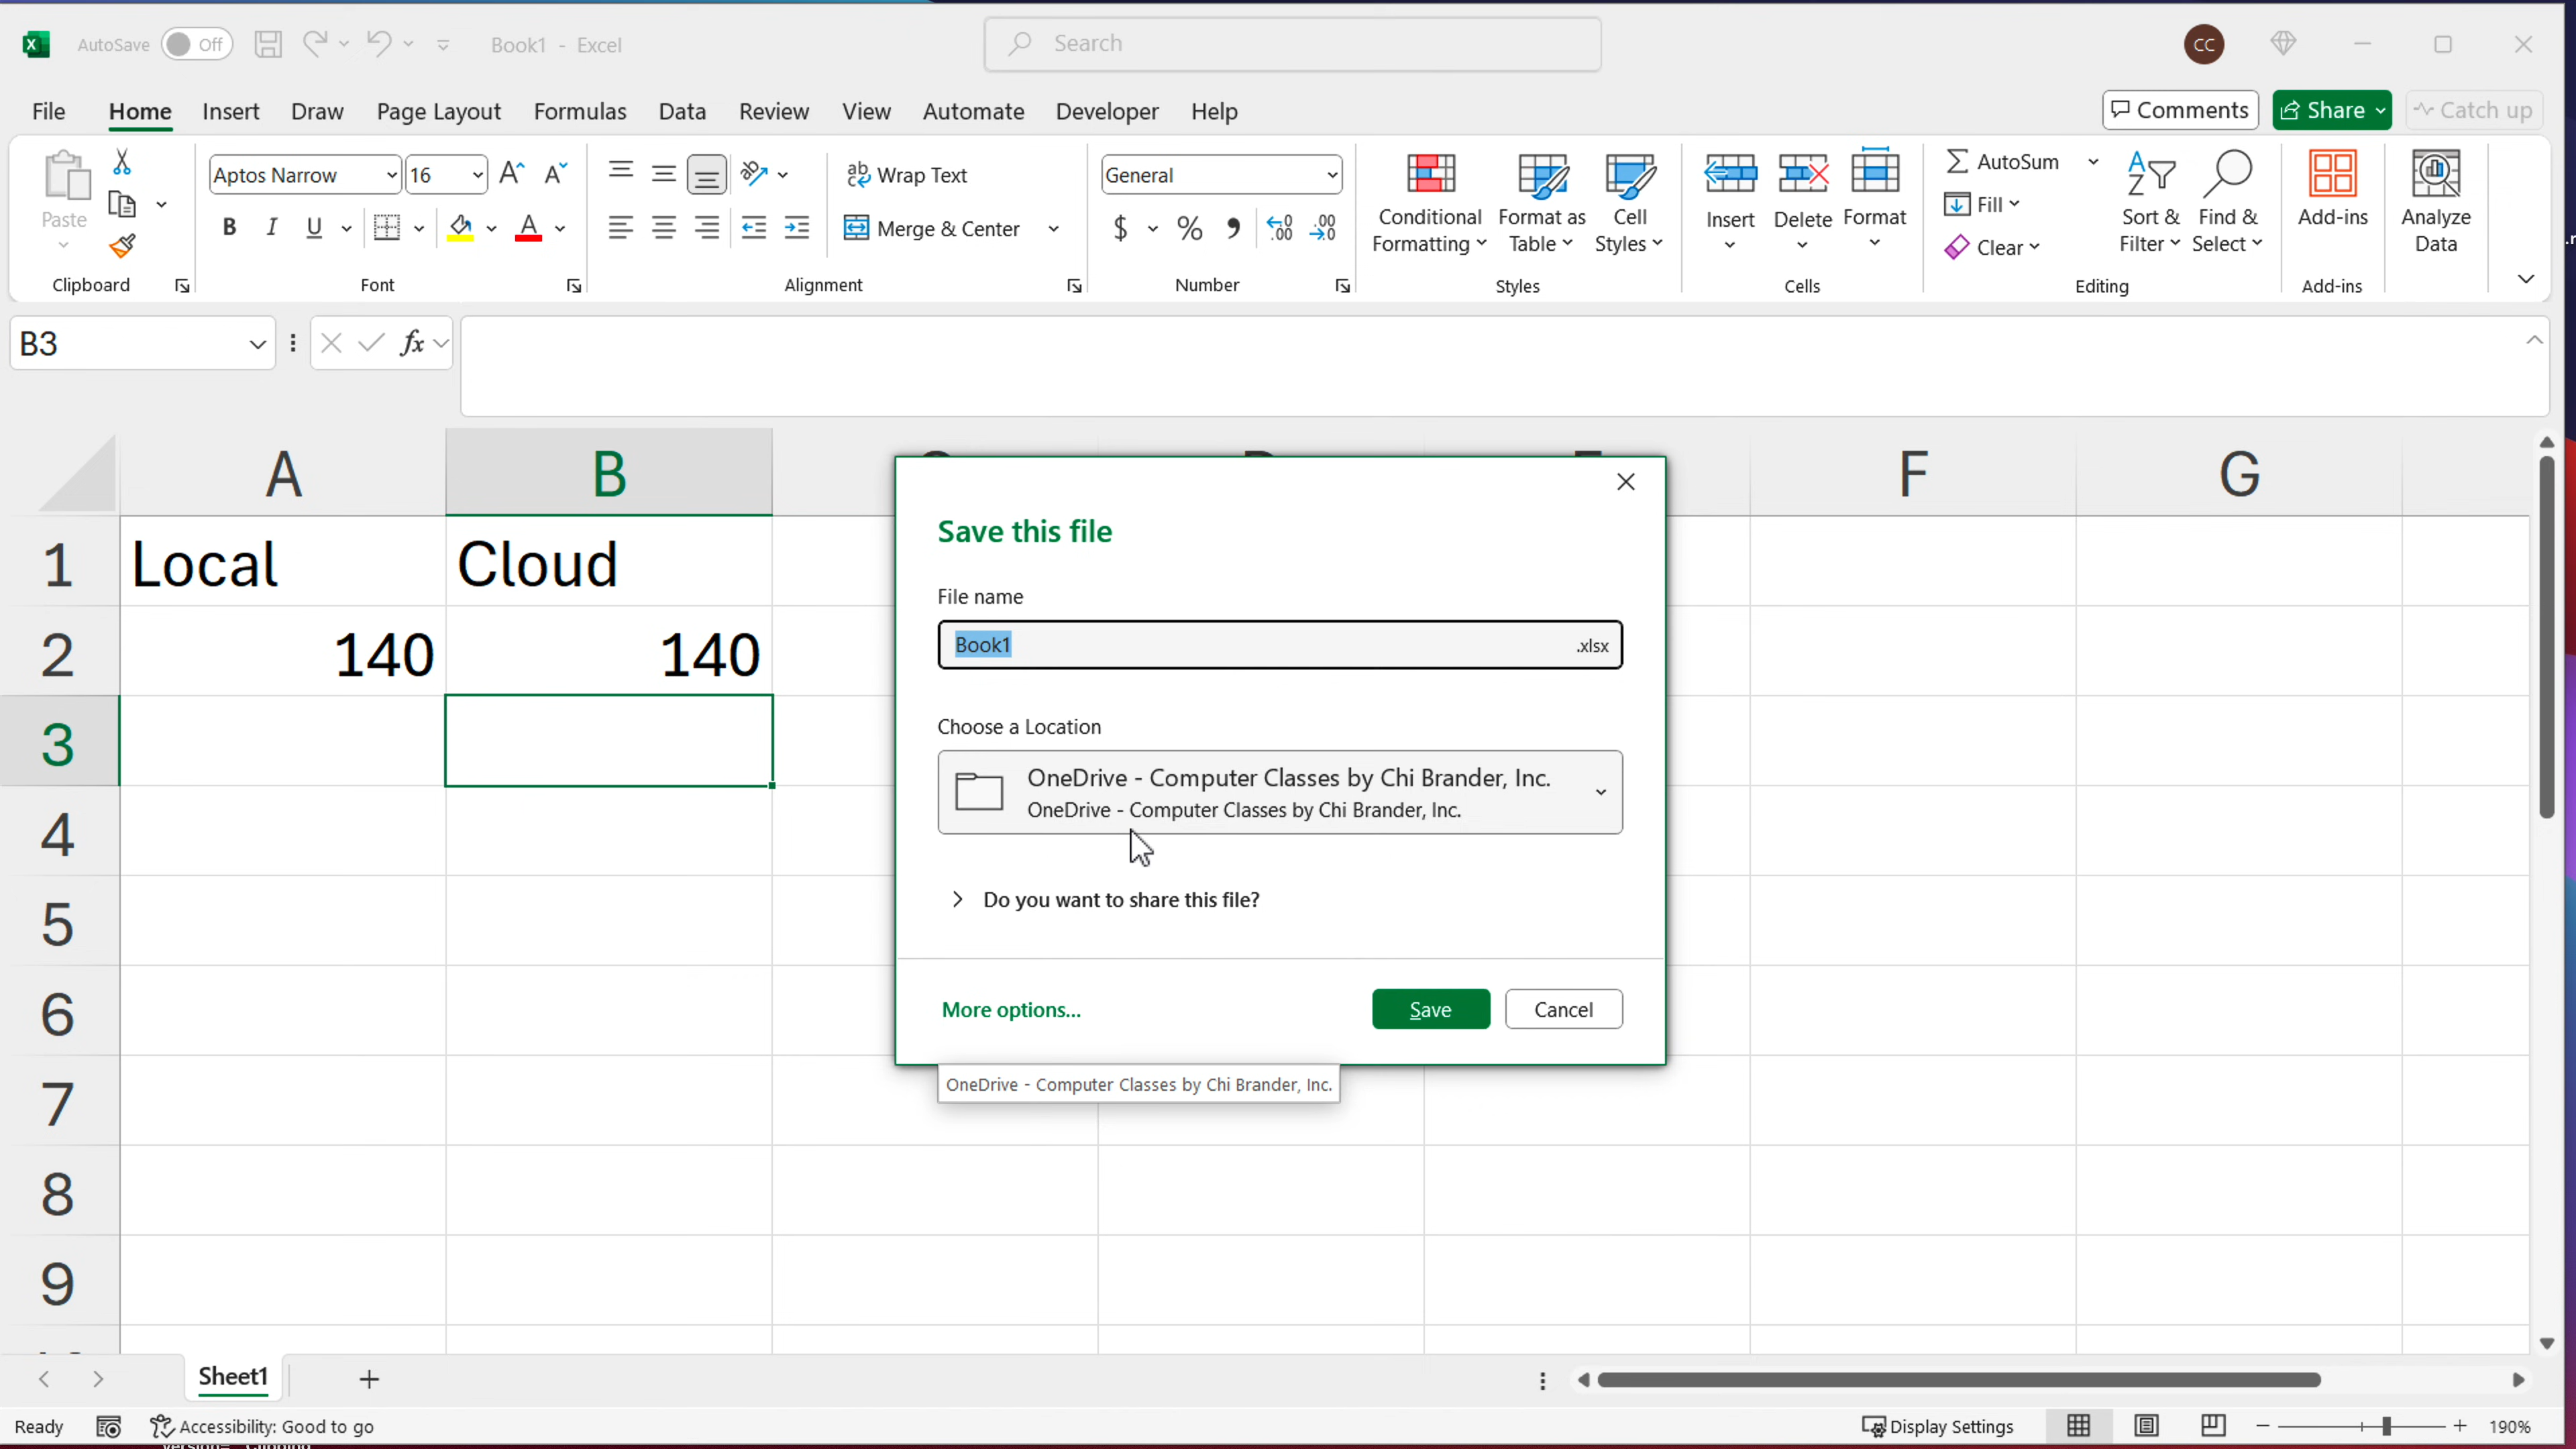 AutoSave Off Book1 - Excel Search CC
File Home Insert Draw Page Layout Formulas Data Review View Automate Developer Help Comments Share Catch up
Paste Aptos Narrow 16 Wrap Text General Conditional Formatting Format as Table Cell Styles Insert Delete Format AutoSum Fill Clear Sort & Filter Find & Select Add-ins Analyze Data
B I U Merge & Center $ %
Clipboard Font Alignment Number Styles Cells Editing Add-ins
B3 fx
A B F G
1 Local Cloud
2 140 140
3
4
5
6
7
8
9
Save this file
File name
Book1 .xlsx
Choose a Location
OneDrive - Computer Classes by Chi Brander, Inc.
OneDrive - Computer Classes by Chi Brander, Inc.
Do you want to share this file?
More options... Save Cancel
OneDrive - Computer Classes by Chi Brander, Inc.
Sheet1
Ready Accessibility: Good to go Display Settings 190%